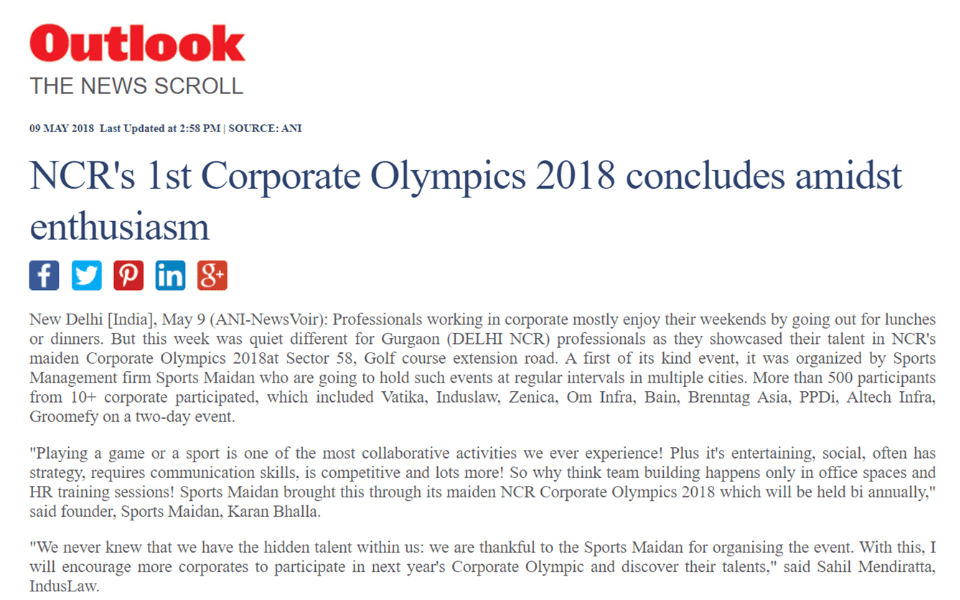 Outlook
THE NEWS SCROLL
09 MAY 2018 Last Updated at 2:58 PM | SOURCE: ANI
NCR's 1st Corporate Olympics 2018 concludes amidst
enthusiasm
New Delhi [India], May 9 (ANI-NewsVoir): Professionals working in corporate mostly enjoy their weekends by going out for lunches
or dinners. But this week was quiet different for Gurgaon (DELHI NCR) professionals as they showcased their talent in NCR's
maiden Corporate Olympics 2018at Sector 58, Golf course extension road. A first of its kind event, it was organized by Sports
Management firm Sports Maidan who are going to hold such events at regular intervals in multiple cities. More than 500 participants
from 10+ corporate participated, which included Vatika, Induslaw, Zenica, Om Infra, Bain, Brenntag Asia, PPDi, Altech Infra,
Groomefy on a two-day event.
"Playing a game or a sport is one of the most collaborative activities we ever experience! Plus it's entertaining, social, often has
strategy, requires communication skills, is competitive and lots more! So why think team building happens only in office spaces and
HR training sessions! Sports Maidan brought this through its maiden NCR Corporate Olympics 2018 which will be held bi annually,"
said founder, Sports Maidan, Karan Bhalla.
"We never knew that we have the hidden talent within us: we are thankful to the Sports Maidan for organising the event. With this, I
will encourage more corporates to participate in next year's Corporate Olympic and discover their talents," said Sahil Mendiratta,
IndusLaw.